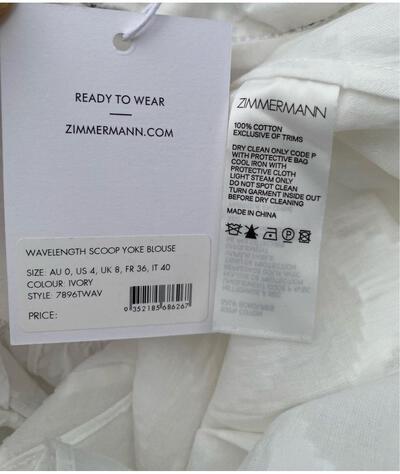 READY TO WEAR
ZIMMERMANN.COM
WAVELENGTH SCOOP YOKE BLOUSE
SIZE: AU 0, US 4, UK 8, FR 36, IT 40
COLOUR: IVORY
STYLE: 7896TWAV
9 352185 686267
PRICE:
ZIMMERMANN
100% COTTON
EXCLUSIVE OF TRIMS
DRY CLEAN ONLY CODE P
WITH PROTECTIVE BAG
COOL IRON WITH
PROTECTIVE CLOTH
LIGHT STEAM ONLY
DO NOT SPOT CLEAN
TURN GARMENT INSIDE OUT
BEFORE DRY CLEANING
MADE IN CHINA